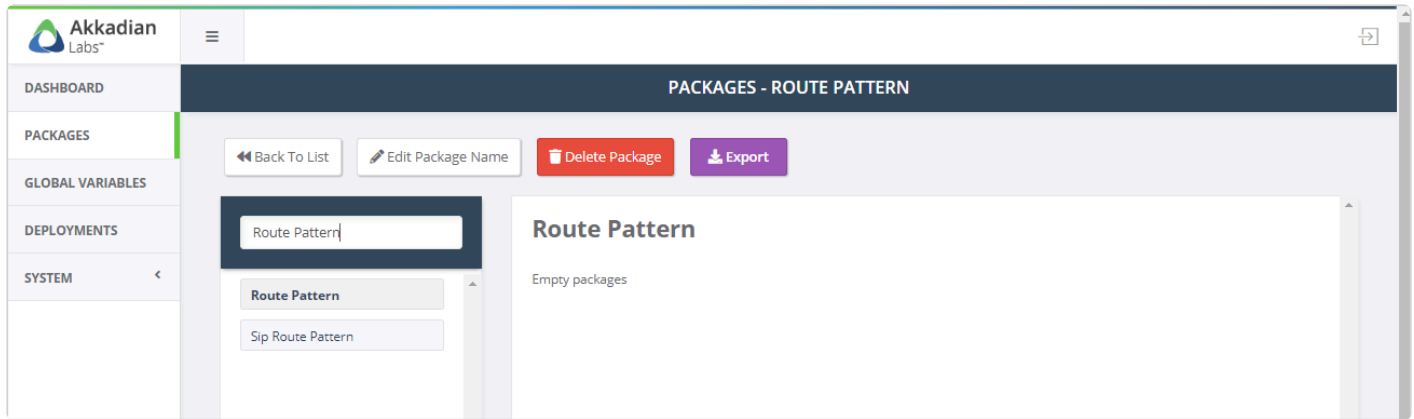 Akkadian
Labs™
DASHBOARD
PACKAGES
GLOBAL VARIABLES
DEPLOYMENTS
SYSTEM
PACKAGES - ROUTE PATTERN
Back To List
Edit Package Name
Delete Package
Export
Route Pattern
Route Pattern
Sip Route Pattern
Route Pattern
Empty packages